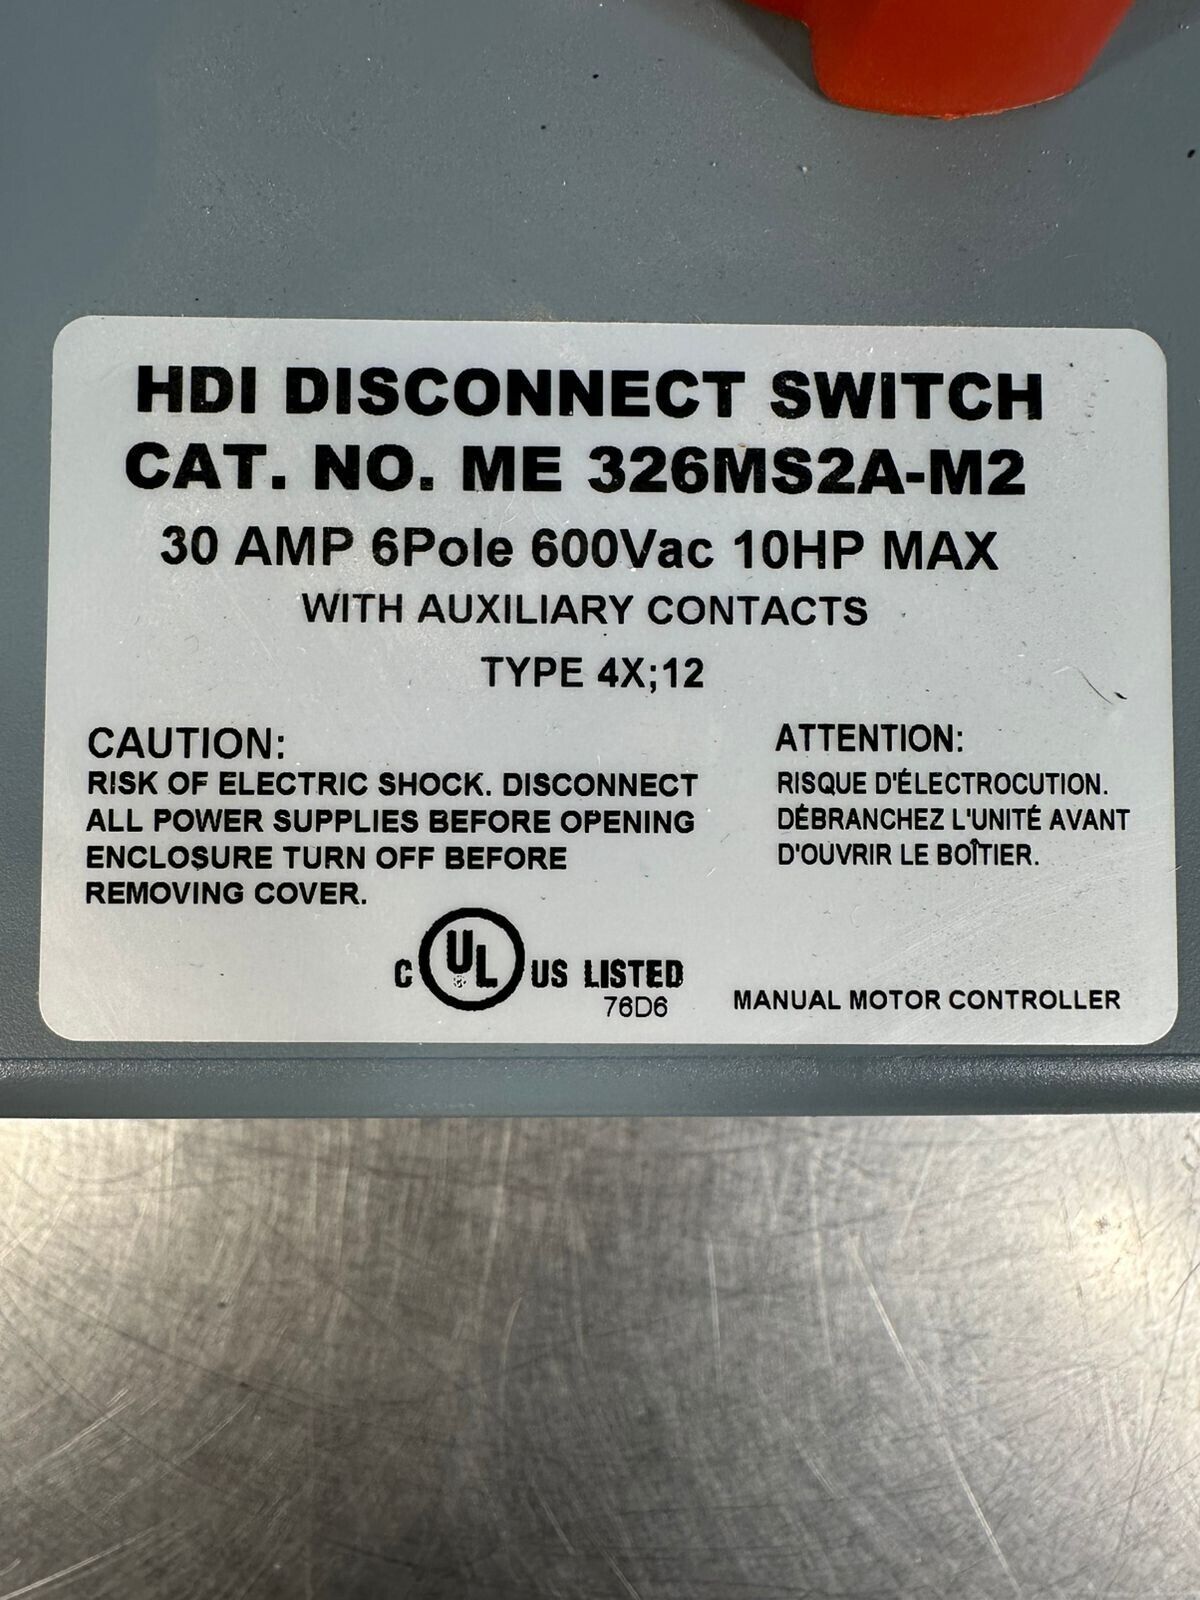 HDI DISCONNECT SWITCH
CAT. NO. ME 326MS2A-M2
30 AMP 6Pole 600Vac 10HP MAX
WITH AUXILIARY CONTACTS
TYPE 4X;12
CAUTION:
RISK OF ELECTRIC SHOCK. DISCONNECT
ALL POWER SUPPLIES BEFORE OPENING
ENCLOSURE TURN OFF BEFORE
REMOVING COVER.
ATTENTION:
RISQUE D'ÉLECTROCUTION.
DÉBRANCHEZ L'UNITÉ AVANT
D'OUVRIR LE BOÎTIER.
C UL US LISTED
76D6
MANUAL MOTOR CONTROLLER